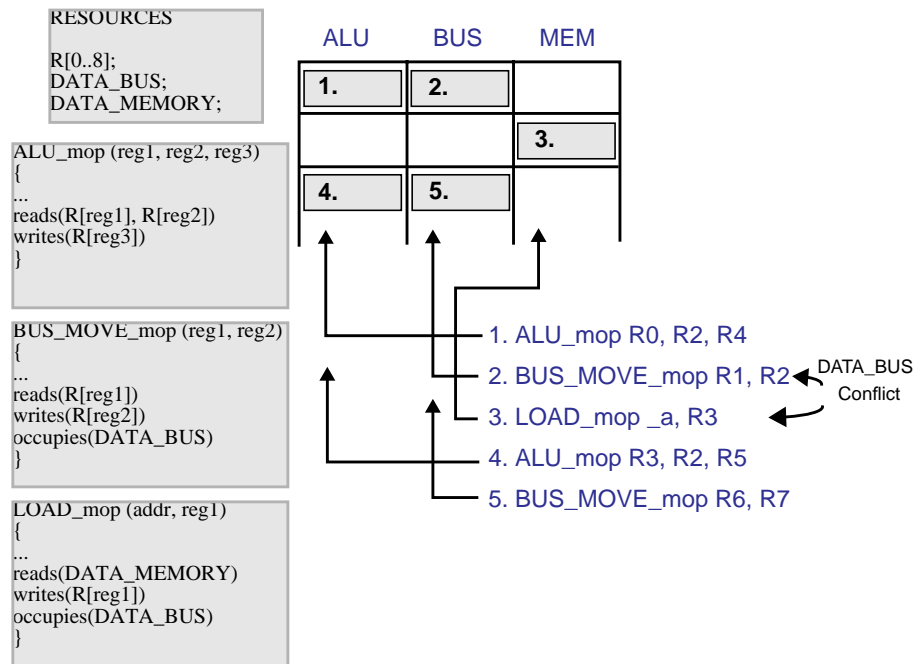 RESOURCES
R[0..8];
DATA_BUS;
DATA_MEMORY;
ALU_mop (reg1, reg2, reg3)
{
...
reads(R[reg1], R[reg2])
writes(R[reg3])
}
BUS_MOVE_mop (reg1, reg2)
{
...
reads(R[reg1])
writes(R[reg2])
occupies(DATA_BUS)
}
LOAD_mop (addr, reg1)
{
...
reads(DATA_MEMORY)
writes(R[reg1])
occupies(DATA_BUS)
}
ALU BUS MEM
1. 2.
3.
4. 5.
1. ALU_mop R0, R2, R4
2. BUS_MOVE_mop R1, R2
3. LOAD_mop _a, R3
4. ALU_mop R3, R2, R5
5. BUS_MOVE_mop R6, R7
DATA_BUS
Conflict